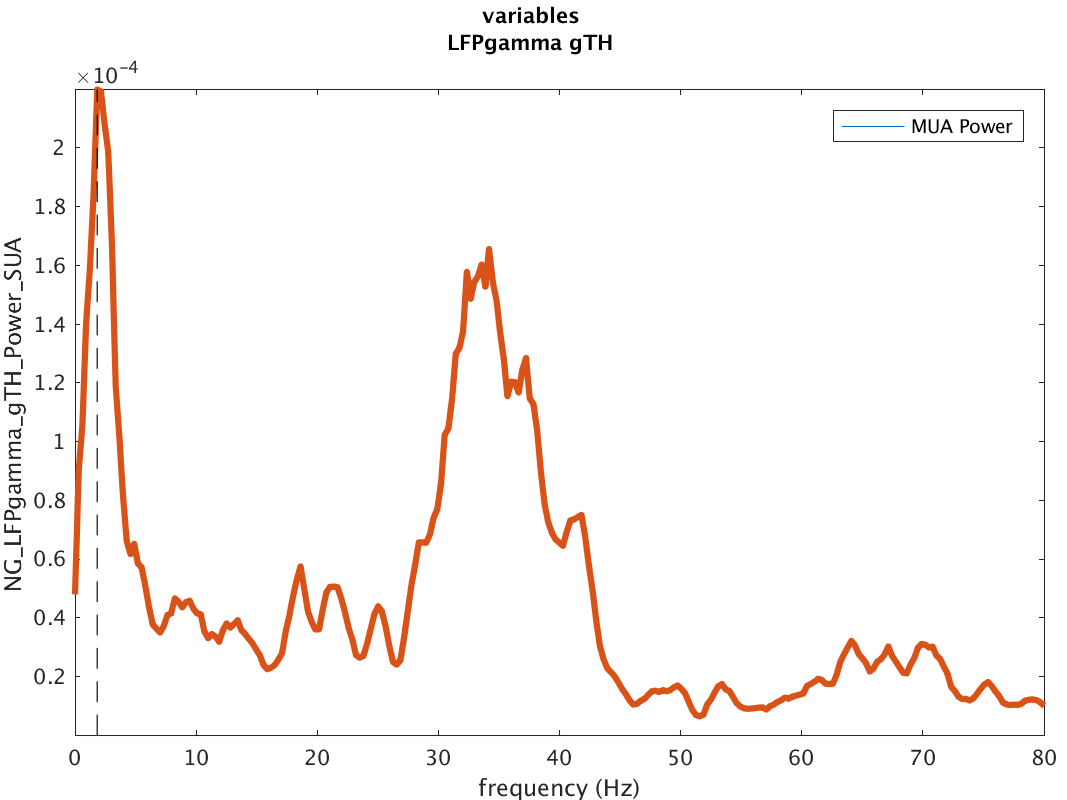 variables
LFPgamma gTH
×10⁻⁴
MUA Power
2
1.8
1.6
1.4
1.2
1
0.8
0.6
0.4
0.2
NG_LFPgamma_gTH_Power_SUA
0 10 20 30 40 50 60 70 80
frequency (Hz)